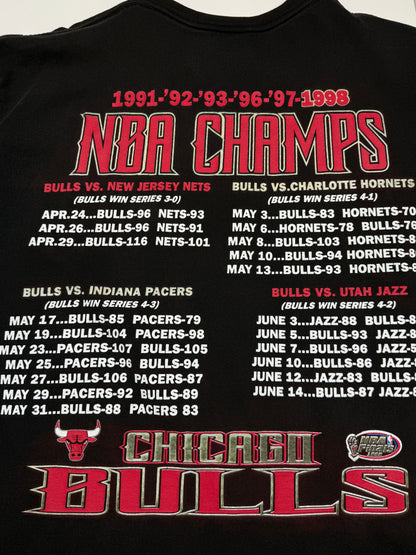 1991-'92-'93-'96-'97-1998
NBA CHAMPS
BULLS VS. NEW JERSEY NETS
(BULLS WIN SERIES 3-0)
APR.24...BULLS-96 NETS-93
APR.26...BULLS-96 NETS-91
APR.29...BULLS-116 NETS-101
BULLS VS.CHARLOTTE HORNETS
(BULLS WIN SERIES 4-1)
MAY 3...BULLS-83 HORNETS-70
MAY 6...HORNETS-78 BULLS-76
MAY 8...BULLS-103 HORNETS-8
MAY 10...BULLS-94 HORNETS-8
MAY 13...BULLS-93 HORNETS-8
BULLS VS. INDIANA PACERS
(BULLS WIN SERIES 4-3)
MAY 17...BULLS-85 PACERS-79
MAY 19...BULLS-104 PACERS-98
MAY 23...PACERS-107 BULLS-105
MAY 25...PACERS-96 BULLS-94
MAY 27...BULLS-106 PACERS-87
MAY 29...PACERS-92 BULLS-89
MAY 31...BULLS-88 PACERS 83
BULLS VS. UTAH JAZZ
(BULLS WIN SERIES 4-2)
JUNE 3...JAZZ-88 BULLS-8
JUNE 5...BULLS-93 JAZZ-8
JUNE 7...BULLS-96 JAZZ-5
JUNE 10...BULLS-86 JAZZ-
JUNE 12...JAZZ-83 BULLS-8
JUNE 14...BULLS-87 JAZZ-
CHICAGO
NBA
FINALS
BULLS